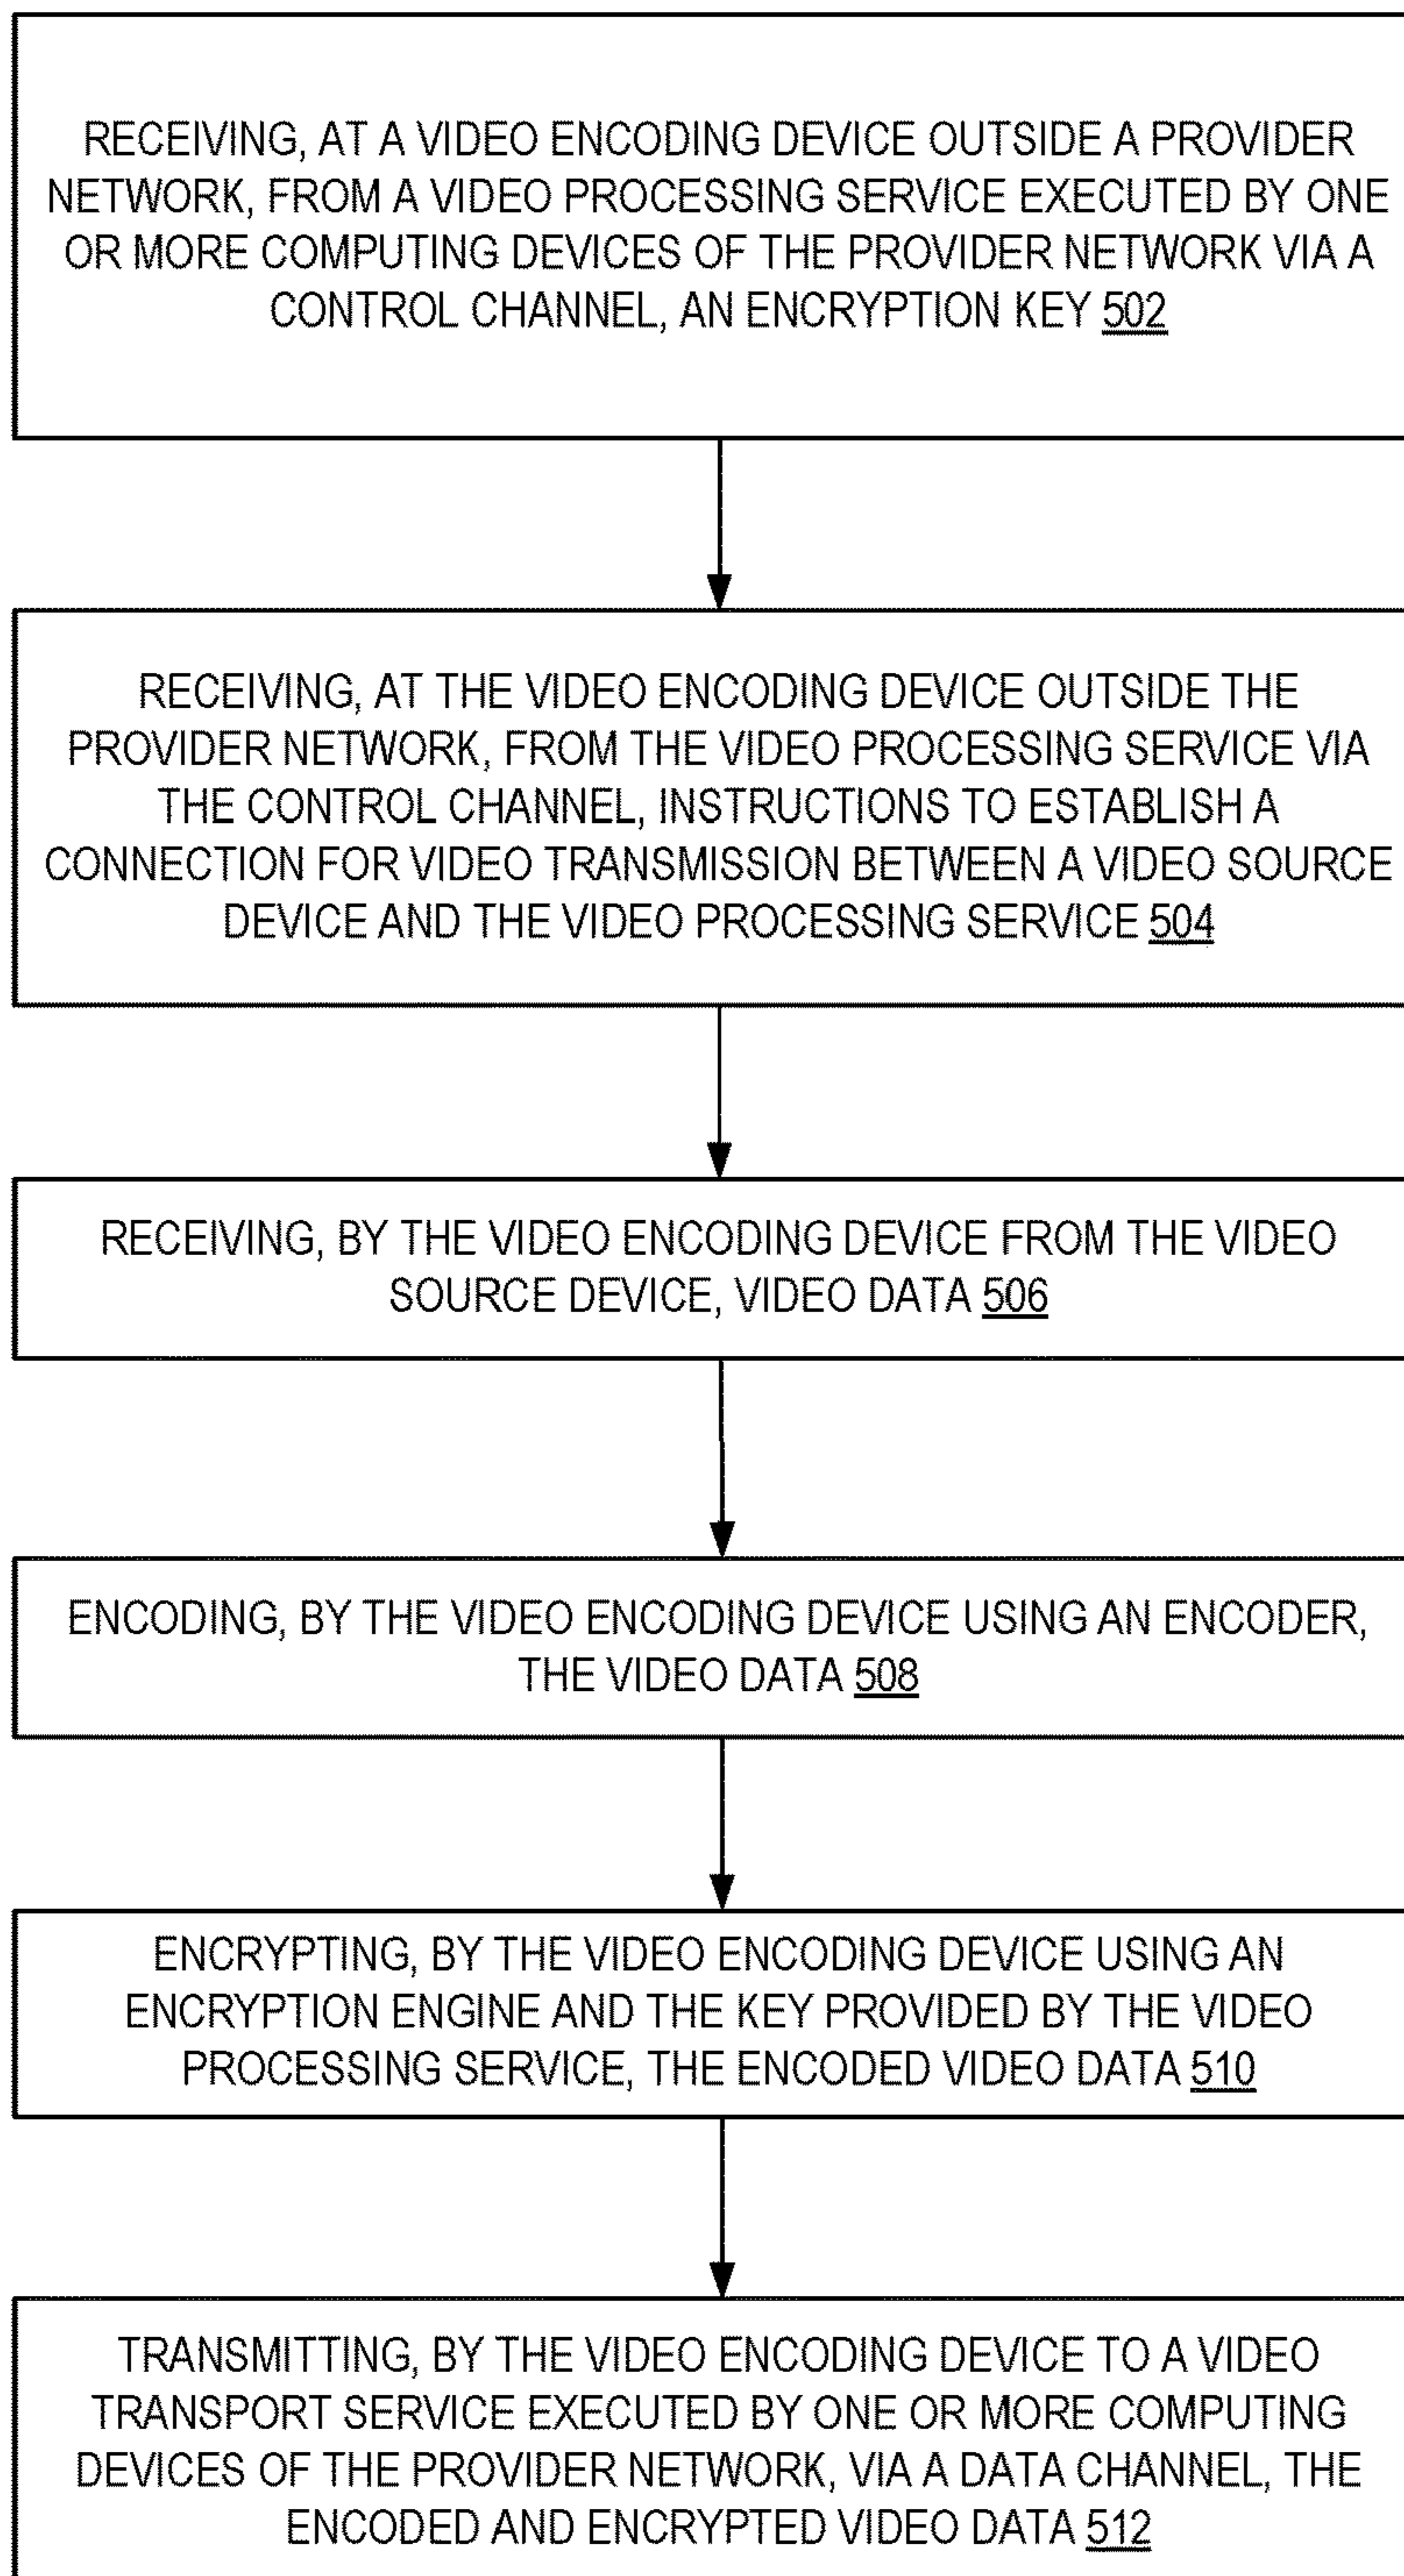 RECEIVING, AT A VIDEO ENCODING DEVICE OUTSIDE A PROVIDER
NETWORK, FROM A VIDEO PROCESSING SERVICE EXECUTED BY ONE
OR MORE COMPUTING DEVICES OF THE PROVIDER NETWORK VIA A
CONTROL CHANNEL, AN ENCRYPTION KEY 502
RECEIVING, AT THE VIDEO ENCODING DEVICE OUTSIDE THE
PROVIDER NETWORK, FROM THE VIDEO PROCESSING SERVICE VIA
THE CONTROL CHANNEL, INSTRUCTIONS TO ESTABLISH A
CONNECTION FOR VIDEO TRANSMISSION BETWEEN A VIDEO SOURCE
DEVICE AND THE VIDEO PROCESSING SERVICE 504
RECEIVING, BY THE VIDEO ENCODING DEVICE FROM THE VIDEO
SOURCE DEVICE, VIDEO DATA 506
ENCODING, BY THE VIDEO ENCODING DEVICE USING AN ENCODER,
THE VIDEO DATA 508
ENCRYPTING, BY THE VIDEO ENCODING DEVICE USING AN
ENCRYPTION ENGINE AND THE KEY PROVIDED BY THE VIDEO
PROCESSING SERVICE, THE ENCODED VIDEO DATA 510
TRANSMITTING, BY THE VIDEO ENCODING DEVICE TO A VIDEO
TRANSPORT SERVICE EXECUTED BY ONE OR MORE COMPUTING
DEVICES OF THE PROVIDER NETWORK, VIA A DATA CHANNEL, THE
ENCODED AND ENCRYPTED VIDEO DATA 512